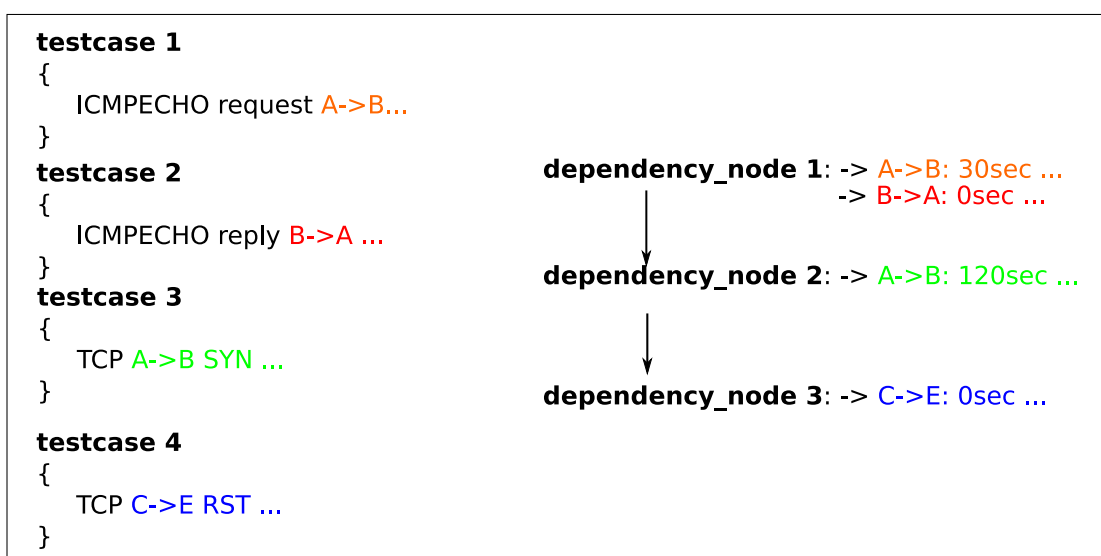 testcase 1
{
ICMPECHO request A->B...
}
testcase 2
{
ICMPECHO reply B->A ...
}
testcase 3
{
TCP A->B SYN ...
}
testcase 4
{
TCP C->E RST ...
}
dependency_node 1: -> A->B: 30sec ...
-> B->A: 0sec ...
dependency_node 2: -> A->B: 120sec ...
dependency_node 3: -> C->E: 0sec ...